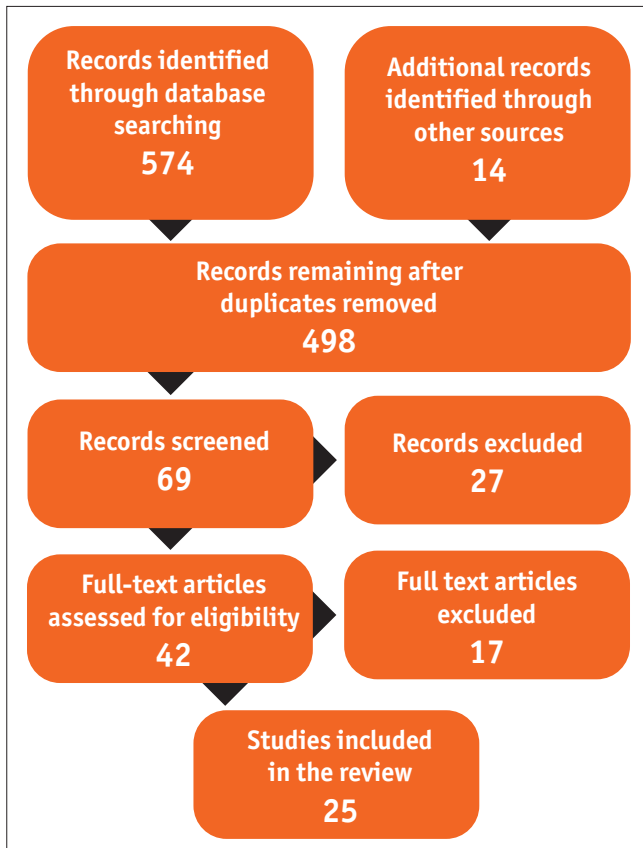 Records identified
through database
searching
574
Additional records
identified through
other sources
14
Records remaining after
duplicates removed
498
Records screened
69
Records excluded
27
Full-text articles
assessed for eligibility
42
Full text articles
excluded
17
Studies included
in the review
25